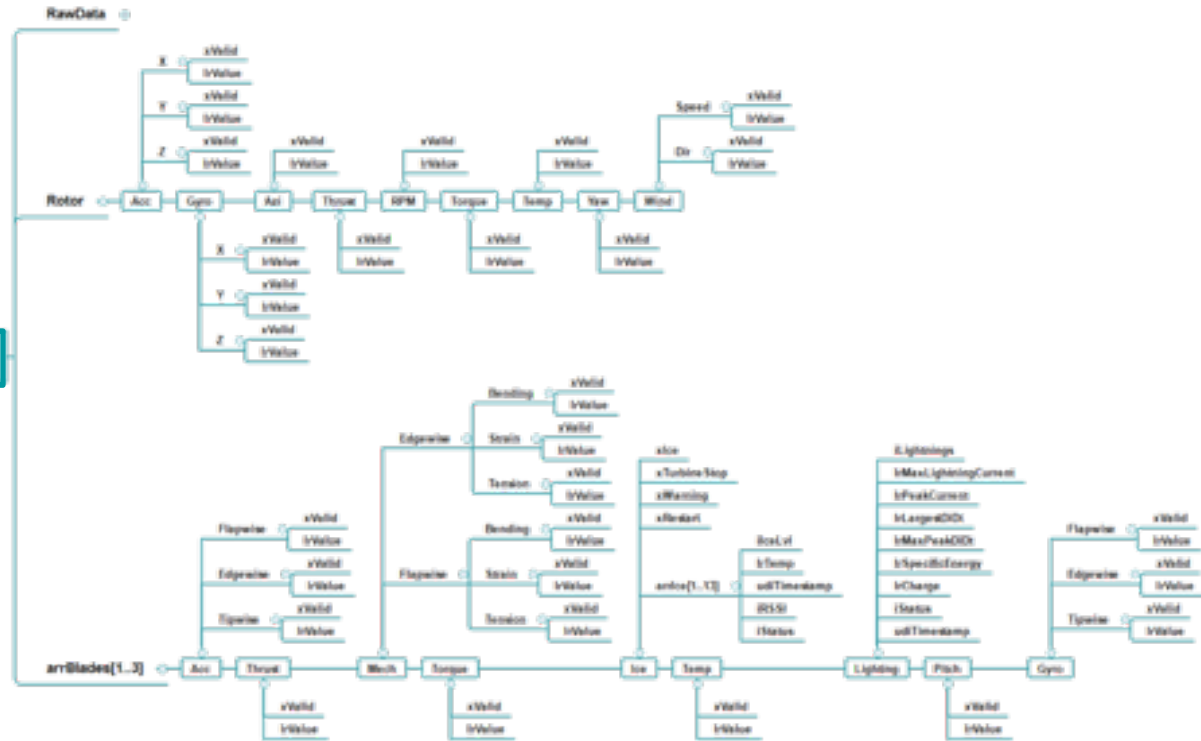 RawData
X
xValid
lrValue
Y
xValid
lrValue
Z
xValid
lrValue
xValid
lrValue
xValid
lrValue
xValid
lrValue
Speed
xValid
lrValue
Dir
xValid
lrValue
Rotor
Acc
Gyro
Azi
Thrust
RPM
Torque
Temp
Yaw
Wind
X
xValid
lrValue
Y
xValid
lrValue
Z
xValid
lrValue
xValid
lrValue
xValid
lrValue
xValid
lrValue
Flapwise
xValid
lrValue
Edgewise
xValid
lrValue
Tipwise
xValid
lrValue
Edgewise
Bending
xValid
lrValue
Strain
xValid
lrValue
Tension
xValid
lrValue
Flapwise
Bending
xValid
lrValue
Strain
xValid
lrValue
Tension
xValid
lrValue
xIce
xTurbineStop
xWarning
xRestart
arrIce[1..13]
iIceLvl
lrTemp
udiTimestamp
iRSSI
iStatus
iLightnings
lrMaxLightningCurrent
lrPeakCurrent
lrLargestDIDt
lrMaxPeakDIDt
lrSpecificEnergy
lrCharge
iStatus
udiTimestamp
Flapwise
xValid
lrValue
Edgewise
xValid
lrValue
Tipwise
xValid
lrValue
arrBlades[1..3]
Acc
Thrust
Mech
Torque
Ice
Temp
Lighting
Pitch
Gyro
xValid
lrValue
xValid
lrValue
xValid
lrValue
xValid
lrValue